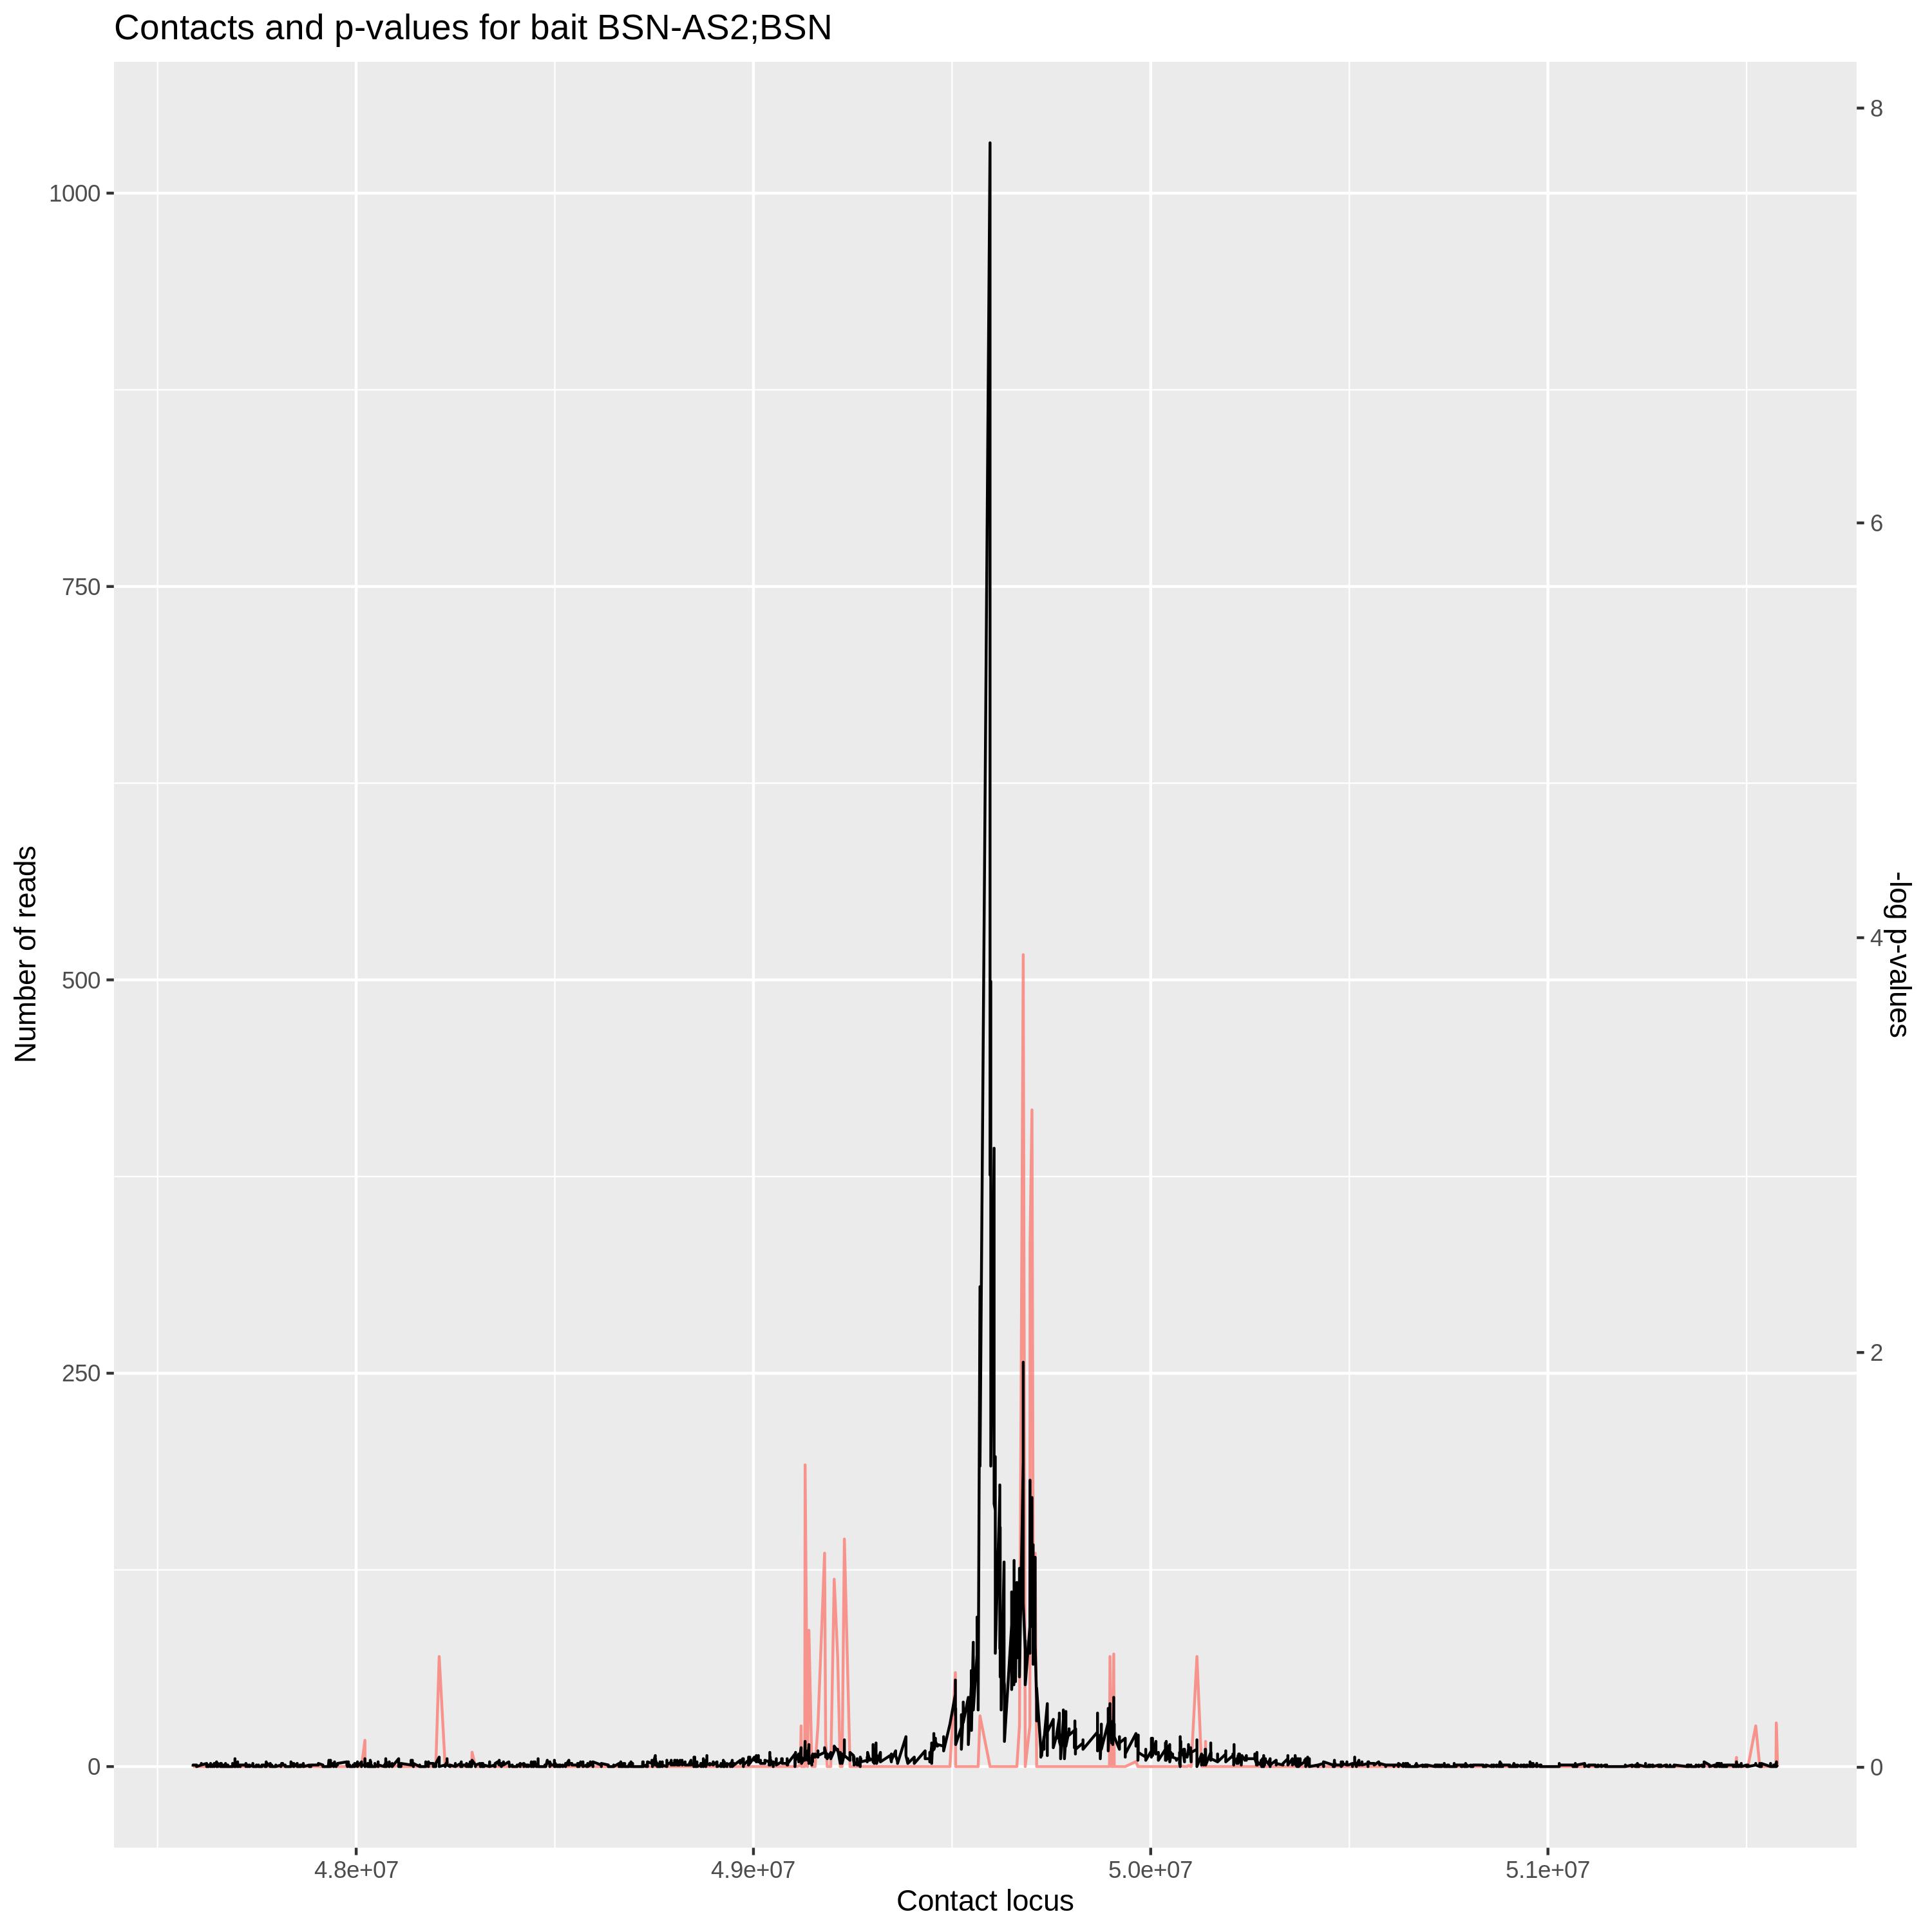 Contacts and p-values for bait BSN-AS2;BSN
1000
750
500
250
0
Number of reads
8
6
4
2
0
-log p-values
4.8e+07 4.9e+07 5.0e+07 5.1e+07
Contact locus